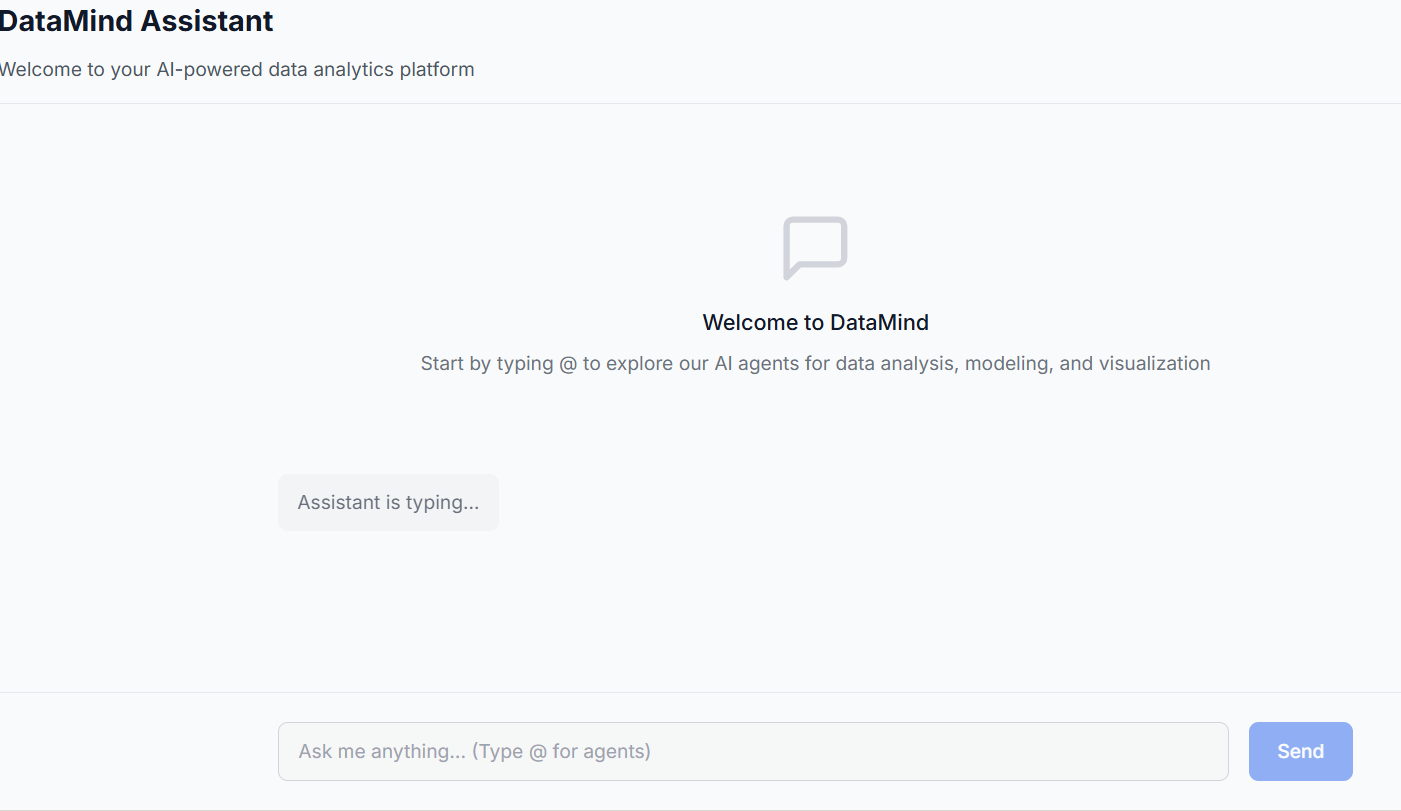 DataMind Assistant
Welcome to your AI-powered data analytics platform
Welcome to DataMind
Start by typing @ to explore our AI agents for data analysis, modeling, and visualization
Assistant is typing...
Ask me anything... (Type @ for agents)
Send